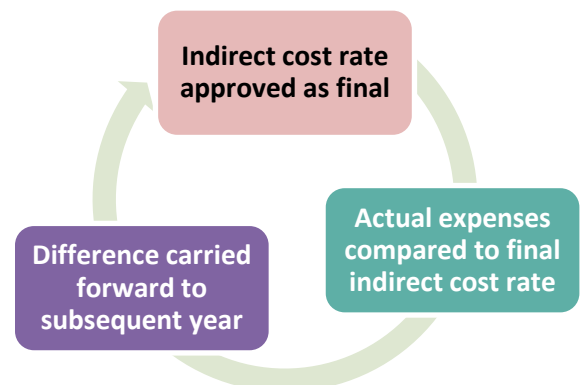 Indirect cost rate
approved as final
Actual expenses
compared to final
indirect cost rate
Difference carried
forward to
subsequent year